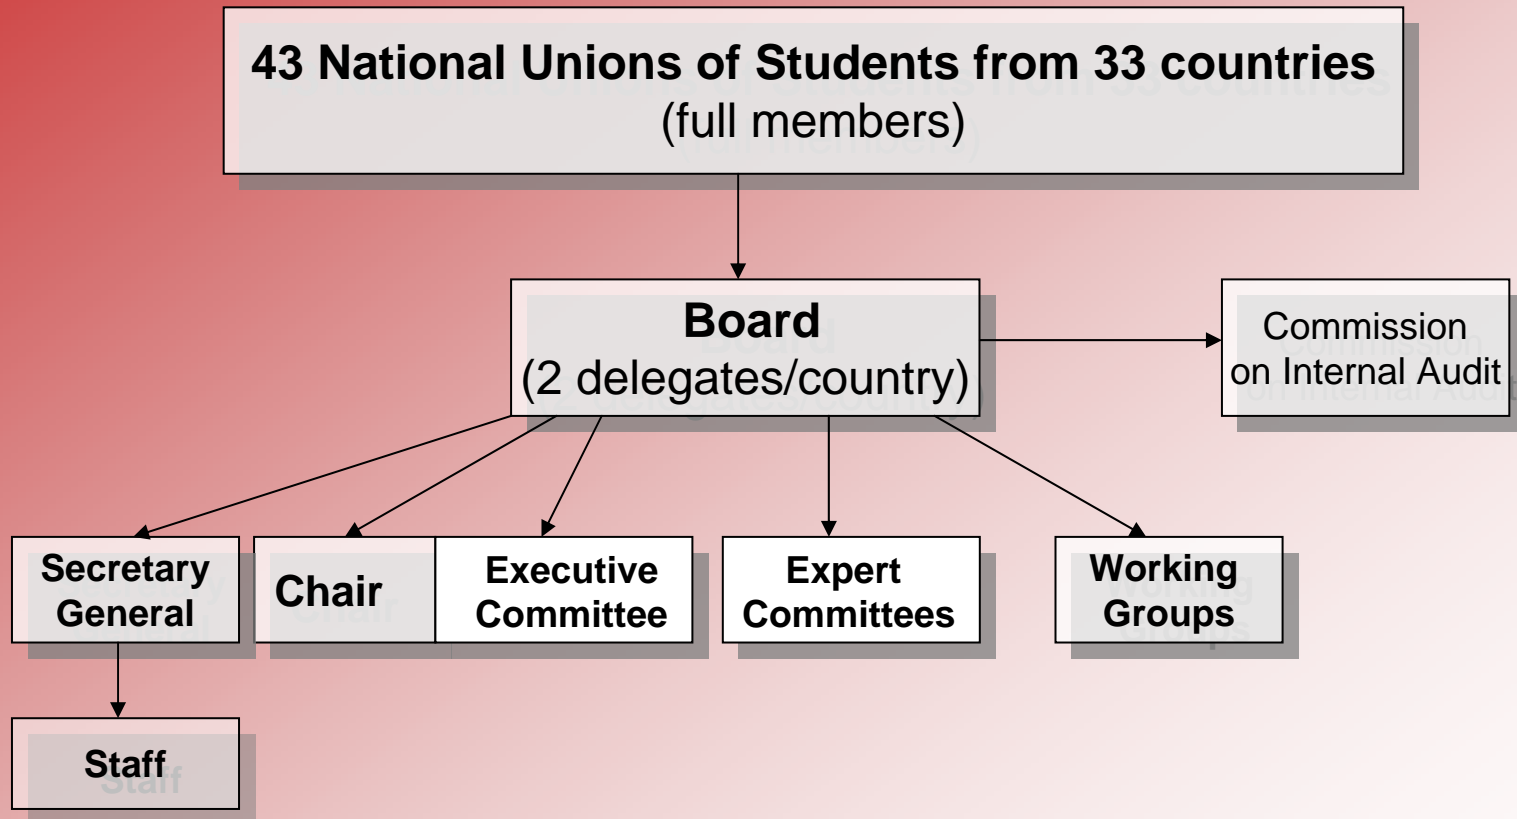 43 National Unions of Students from 33 countries
(full members)
Board
(2 delegates/country)
Commission
on Internal Audit
Secretary
General
Chair
Executive
Committee
Expert
Committees
Working
Groups
Staff